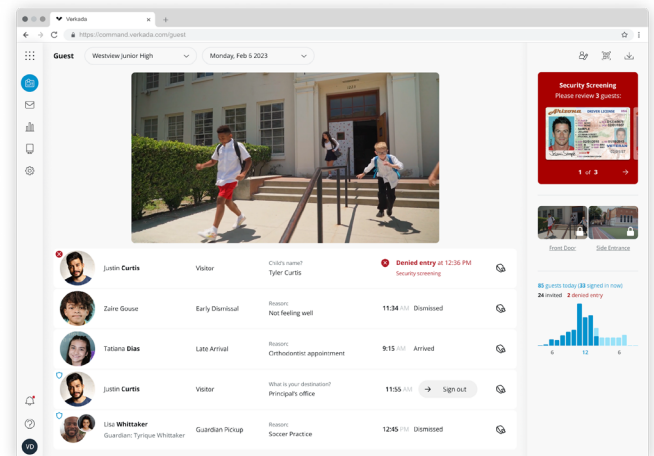 Verkada
https://command.verkada.com/guest
Guest
Westview Junior High
Monday, Feb 5 2023
Security Screening
Please review 3 guests:
DRIVER LICENSE
1 of 3
Front Door
Side Entrance
Justin Curtis
Visitor
Child's name?
Tyler Curtis
Denied entry at 12:36 PM
Security screening
Zaire Gouse
Early Dismissal
Reason:
Not feeling well
11:34 AM Dismissed
Tatiana Dias
Late Arrival
Reason:
Orthodontist appointment
9:15 AM Arrived
Justin Curtis
Visitor
What is your destination?
Principal's office
11:55 AM
Sign out
Lisa Whittaker
Guardian: Tyrique Whittaker
Guardian Pickup
Reason:
Soccer Practice
12:45 PM Dismissed
85 guests today (33 signed in now)
24 invited 2 denied entry
6 12 6
VD